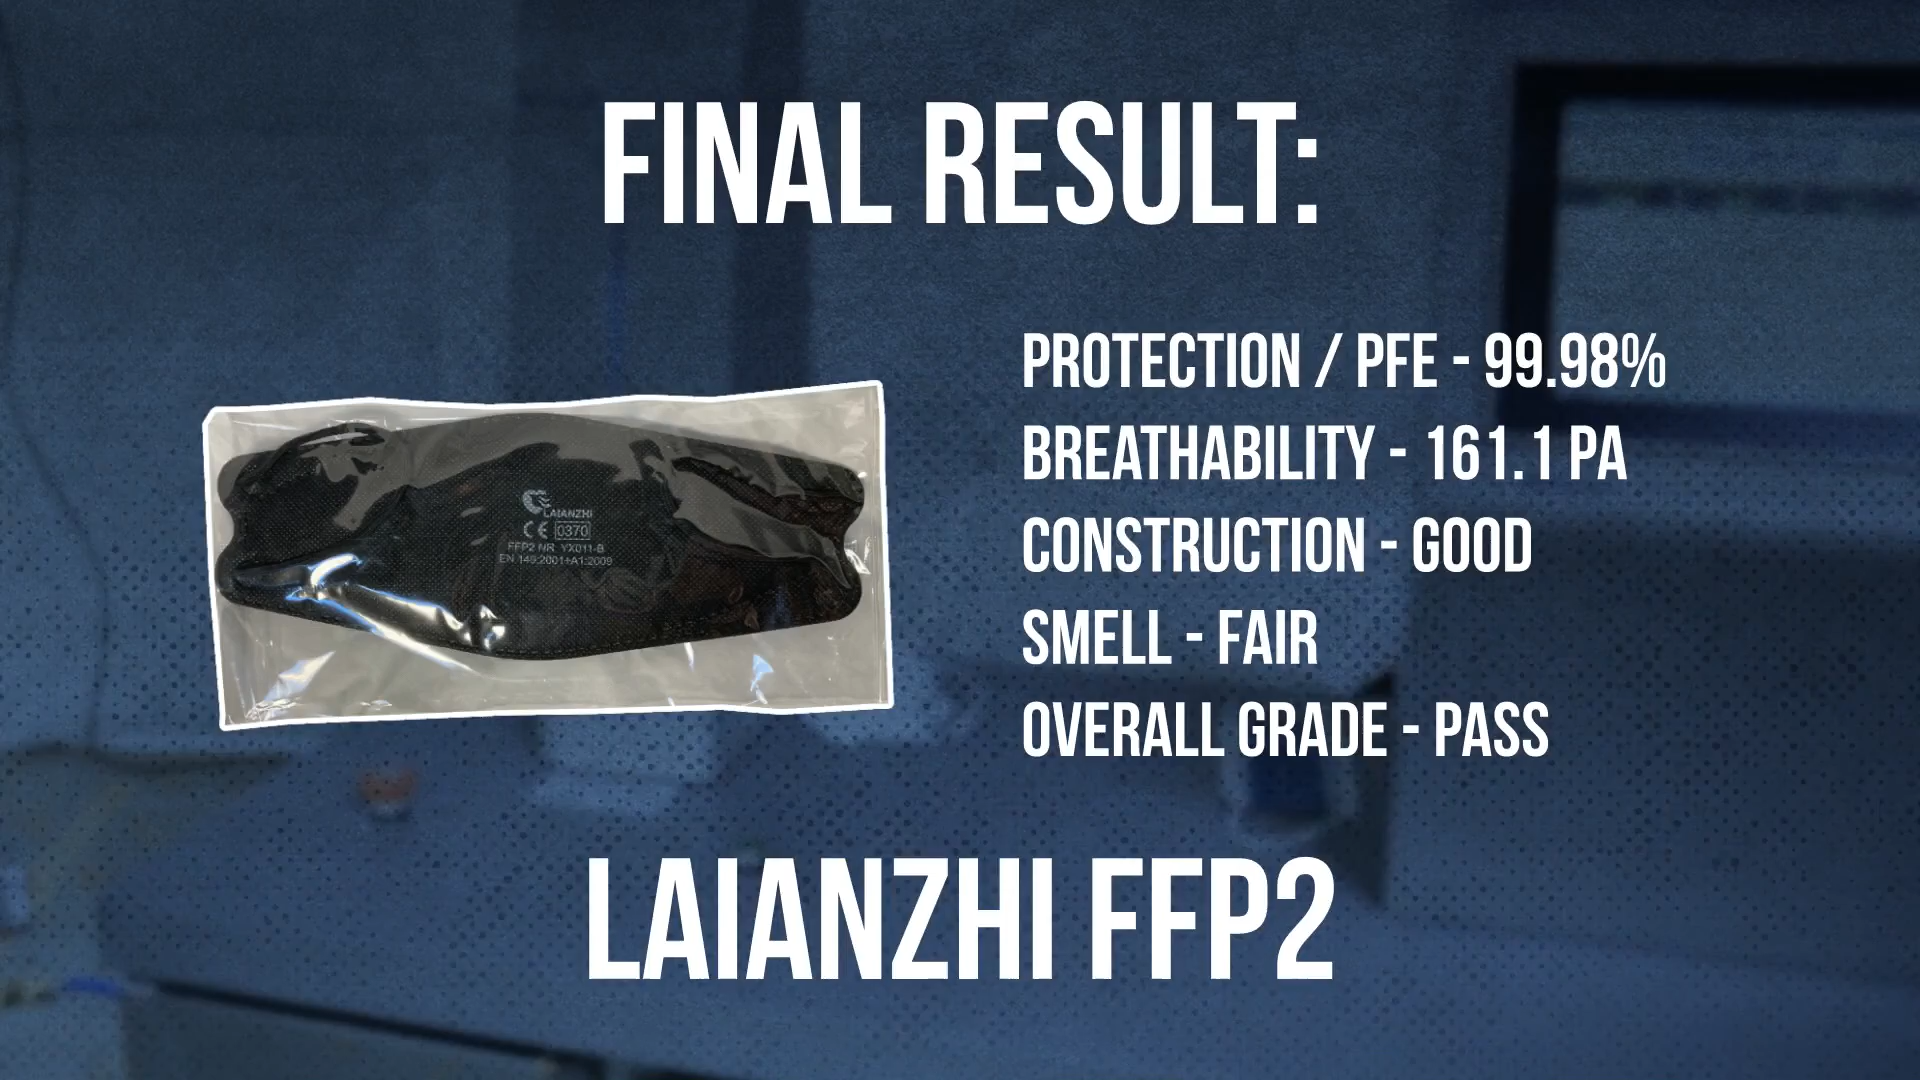 FINAL RESULT:
PROTECTION / PFE - 99.98%
BREATHABILITY - 161.1 PA
CONSTRUCTION - GOOD
SMELL - FAIR
OVERALL GRADE - PASS
LAIANZHI
CE 0370
FFP2 NR YX011-B
EN 149:2001+A1:2009
LAIANZHI FFP2